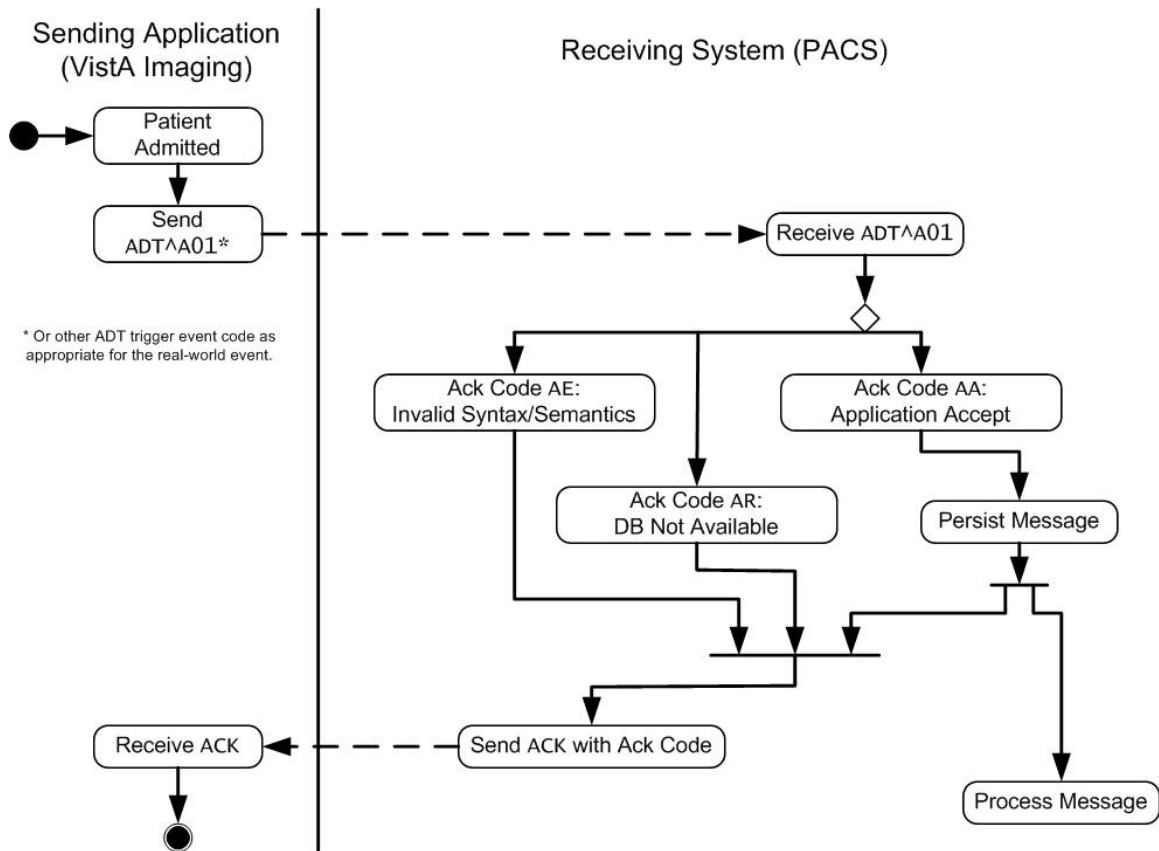 Sending Application
(VistA Imaging)
Receiving System (PACS)
Patient
Admitted
Send
ADT^A01*
Receive ADT^A01
* Or other ADT trigger event code as
appropriate for the real-world event.
Ack Code AE:
Invalid Syntax/Semantics
Ack Code AA:
Application Accept
Ack Code AR:
DB Not Available
Persist Message
Receive ACK
Send ACK with Ack Code
Process Message